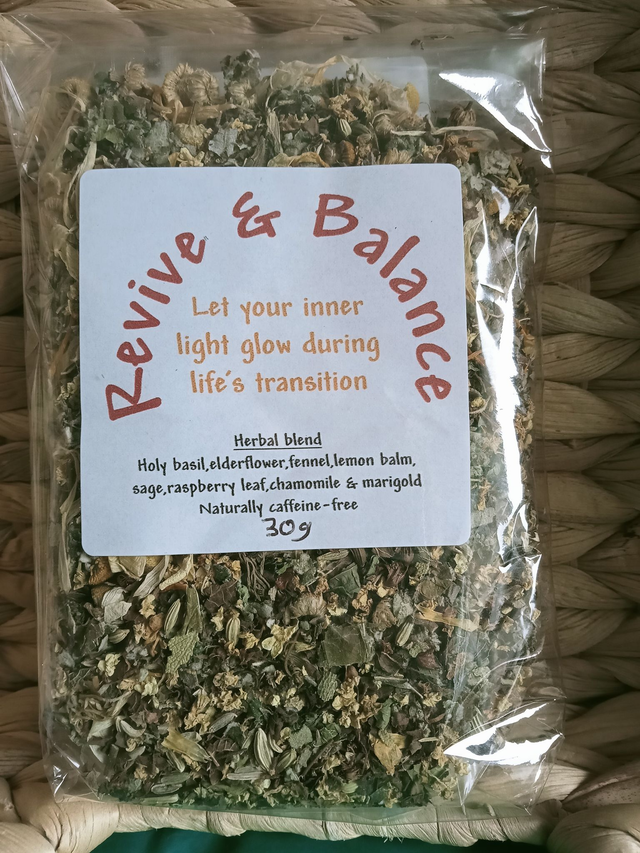 Revive & Balance
Let your inner
light glow during
life's transition
Herbal blend
Holy basil,elderflower,fennel,lemon balm,
sage,raspberry leaf,chamomile & marigold
Naturally caffeine-free
30g